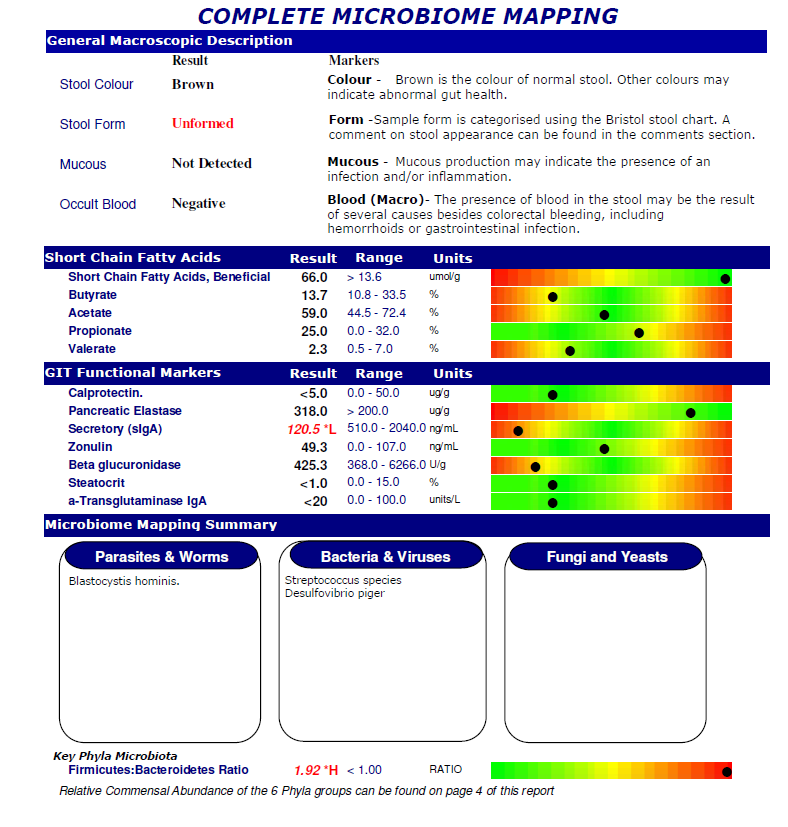 COMPLETE MICROBIOME MAPPING
General Macroscopic Description
Result Markers
Stool Colour Brown Colour - Brown is the colour of normal stool. Other colours may
indicate abnormal gut health.
Stool Form Unformed Form -Sample form is categorised using the Bristol stool chart. A
comment on stool appearance can be found in the comments section.
Mucous Not Detected Mucous - Mucous production may indicate the presence of an
infection and/or inflammation.
Occult Blood Negative Blood (Macro)- The presence of blood in the stool may be the result
of several causes besides colorectal bleeding, including
hemorrhoids or gastrointestinal infection.
Short Chain Fatty Acids Result Range Units
Short Chain Fatty Acids, Beneficial 66.0 > 13.6 umol/g
Butyrate 13.7 10.8 - 33.5 %
Acetate 59.0 44.5 - 72.4 %
Propionate 25.0 0.0 - 32.0 %
Valerate 2.3 0.5 - 7.0 %
GIT Functional Markers Result Range Units
Calprotectin. <5.0 0.0 - 50.0 ug/g
Pancreatic Elastase 318.0 > 200.0 ug/g
Secretory (sIgA) 120.5 *L 510.0 - 2040.0 ng/mL
Zonulin 49.3 0.0 - 107.0 ng/mL
Beta glucuronidase 425.3 368.0 - 6266.0 U/g
Steatocrit <1.0 0.0 - 15.0 %
a-Transglutaminase IgA <20 0.0 - 100.0 units/L
Microbiome Mapping Summary
Parasites & Worms Bacteria & Viruses Fungi and Yeasts
Blastocystis hominis. Streptococcus species
Desulfovibrio piger
Key Phyla Microbiota
Firmicutes:Bacteroidetes Ratio 1.92 *H < 1.00 RATIO
Relative Commensal Abundance of the 6 Phyla groups can be found on page 4 of this report